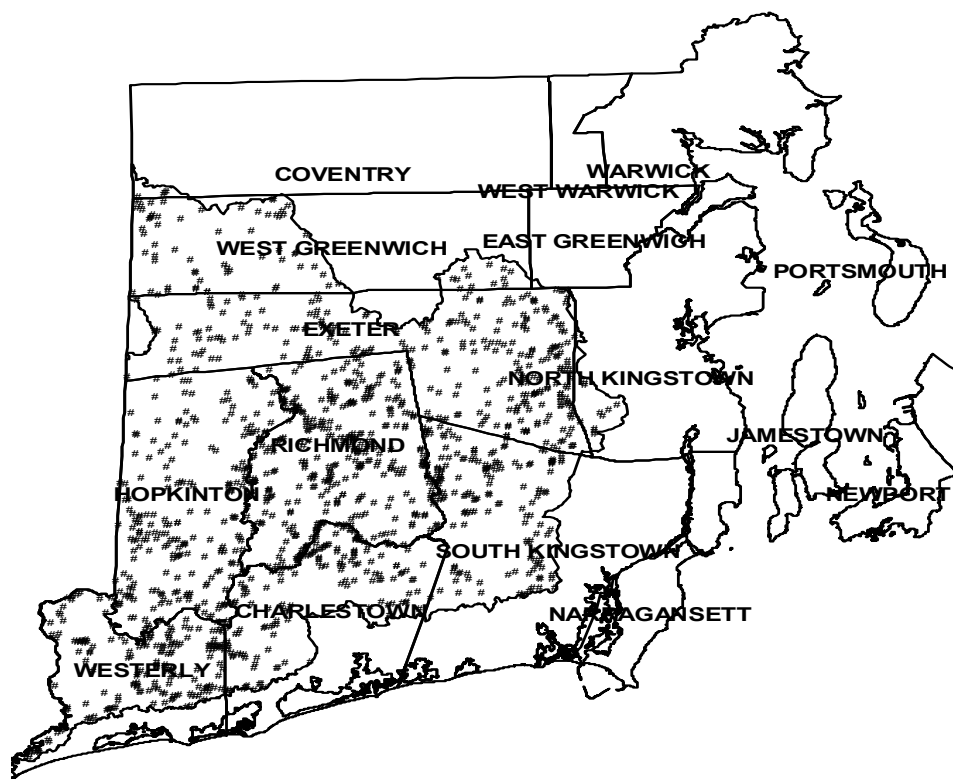 COVENTRY
WARWICK
WEST WARWICK
WEST GREENWICH
EAST GREENWICH
PORTSMOUTH
EXETER
NORTH KINGSTOWN
RICHMOND
JAMESTOWN
HOPKINTON
NEWPORT
SOUTH KINGSTOWN
CHARLESTOWN
NARRAGANSETT
WESTERLY